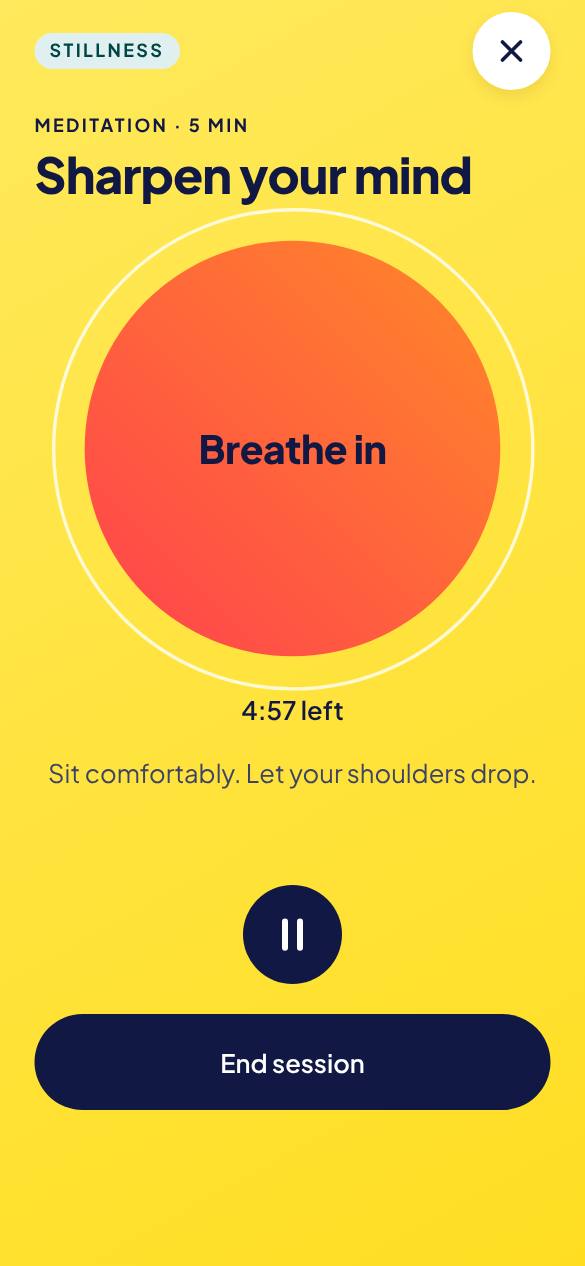 STILLNESS
MEDITATION · 5 MIN
Sharpen your mind
Breathe in
4:57 left
Sit comfortably. Let your shoulders drop.
End session